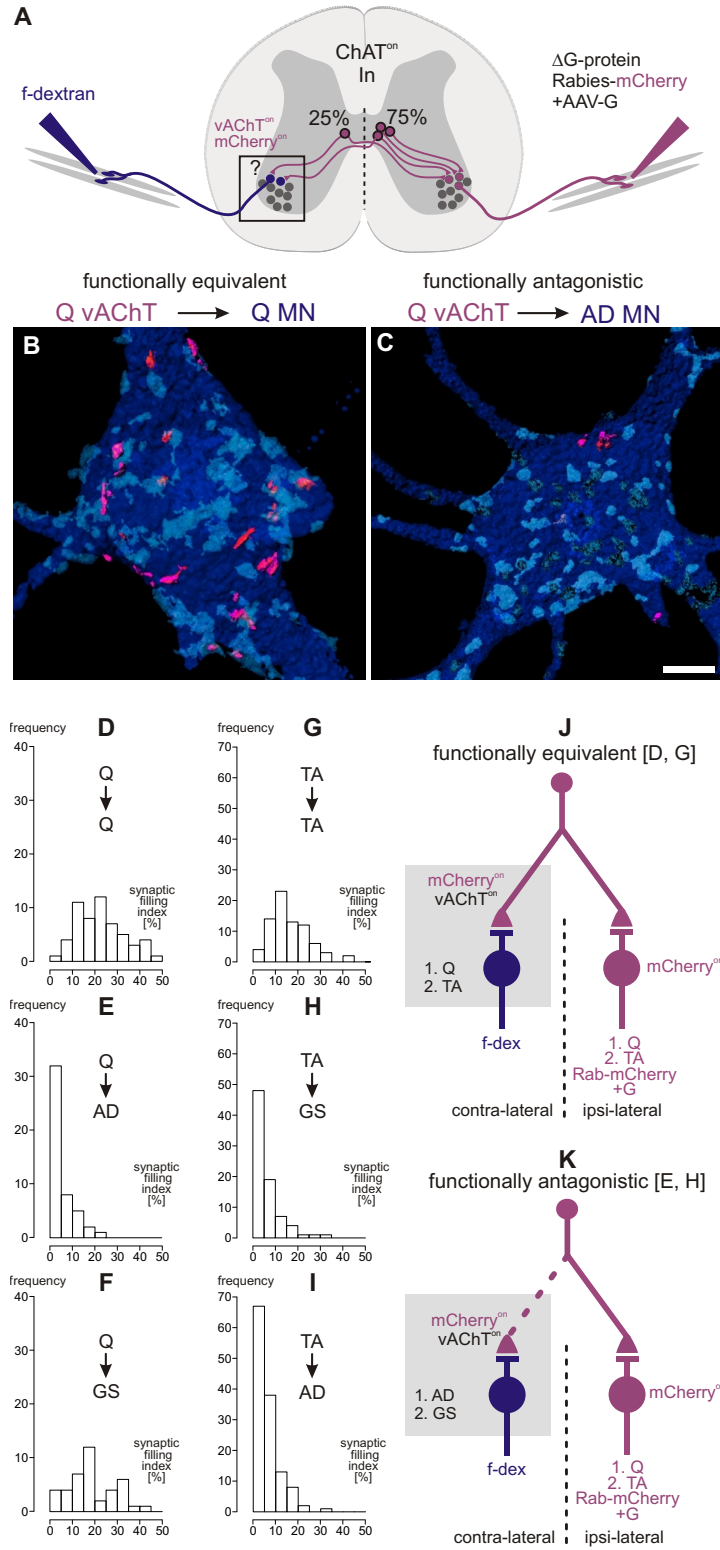 A
ChAT^on
In
f-dextran
ΔG-protein
Rabies-mCherry
+AAV-G
vAChT^on
mCherry^on
25%
75%
?
functionally equivalent
Q vAChT → Q MN
functionally antagonistic
Q vAChT → AD MN
B
C
D
frequency
Q
↓
Q
synaptic
filling
index
[%]
40
30
20
10
0
0 10 20 30 40 50
G
TA
↓
TA
synaptic
filling
index
[%]
frequency
70
60
50
40
30
20
10
0
0 10 20 30 40 50
E
frequency
Q
↓
AD
synaptic
filling
index
[%]
40
30
20
10
0
0 10 20 30 40 50
H
TA
↓
GS
synaptic
filling
index
[%]
70
60
50
40
30
20
10
0
0 10 20 30 40 50
F
frequency
Q
↓
GS
synaptic
filling
index
[%]
40
30
20
10
0
0 10 20 30 40 50
I
TA
↓
AD
synaptic
filling
index
[%]
70
60
50
40
30
20
10
0
0 10 20 30 40 50
J
functionally equivalent [D, G]
mCherry^on
vAChT^on
1. Q
2. TA
f-dex
mCherry^on
1. Q
2. TA
Rab-mCherry
+G
contra-lateral
ipsi-lateral
K
functionally antagonistic [E, H]
mCherry^on
vAChT^on
1. AD
2. GS
f-dex
mCherry^on
1. Q
2. TA
Rab-mCherry
+G
contra-lateral
ipsi-lateral